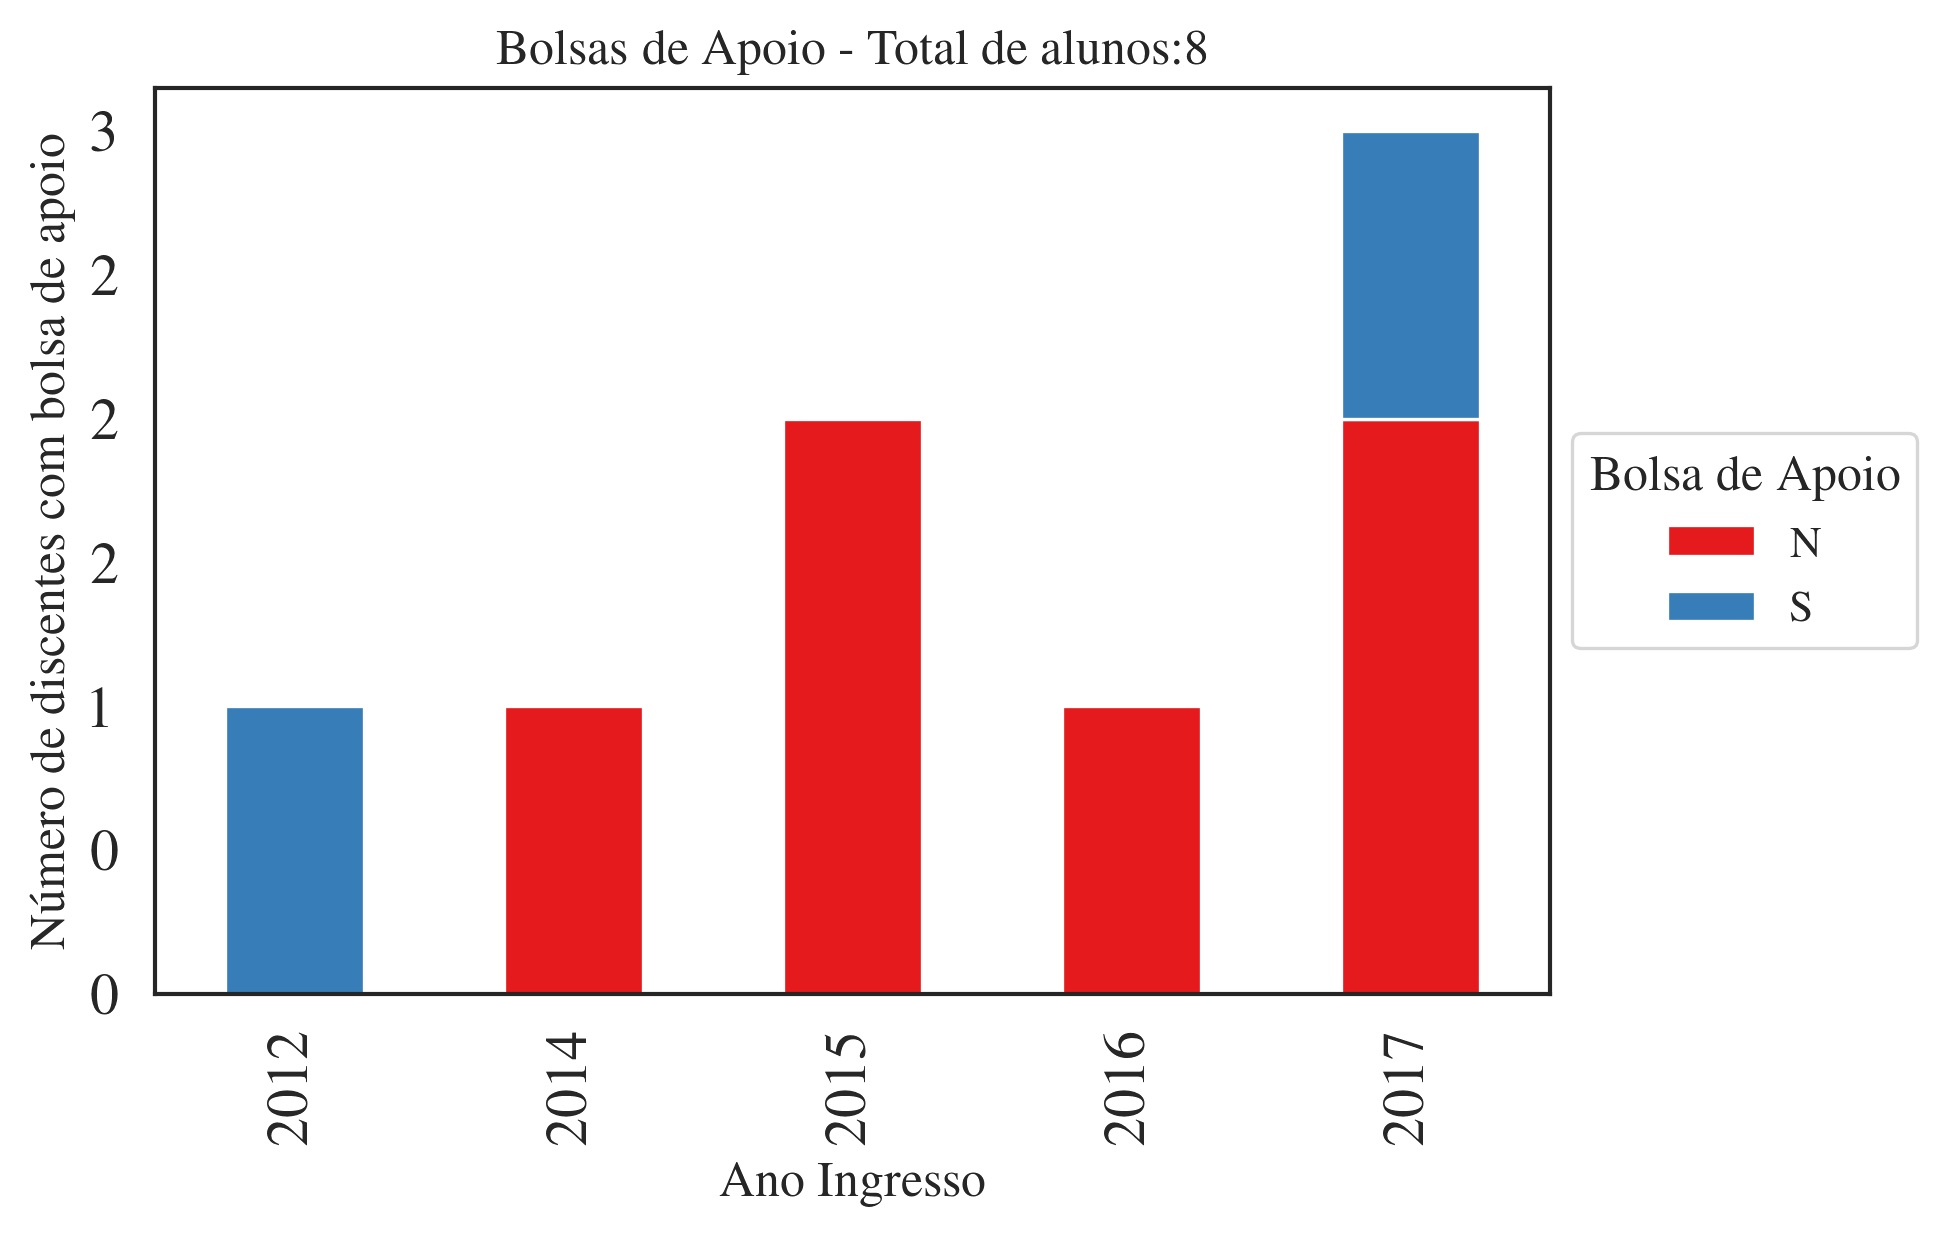 Bolsas de Apoio - Total de alunos:8
Número de discentes com bolsa de apoio
3
2
2
2
1
0
0
2012
2014
2015
2016
2017
Ano Ingresso
Bolsa de Apoio
N
S